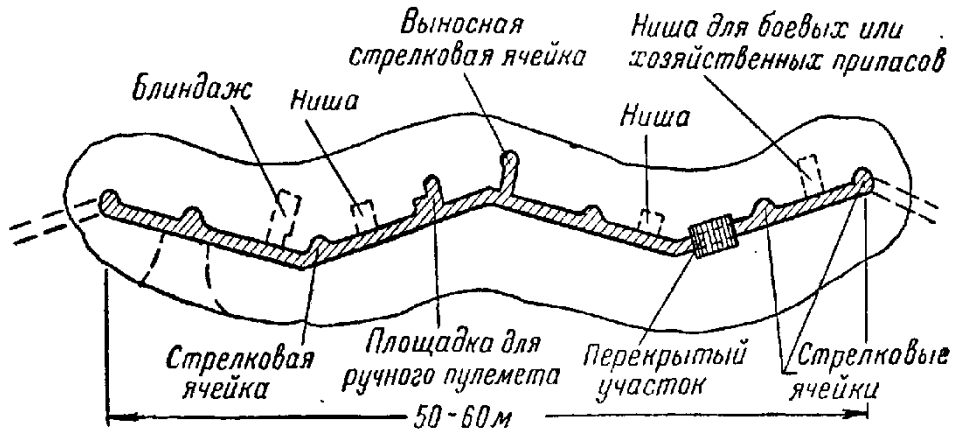 Выносная
стрелковая ячейка
Ниша для боевых или
хозяйственных припасов
Блиндаж
Ниша
Ниша
Стрелковая
ячейка
Площадка для
ручного пулемета
Перекрытый
участок
Стрелковые
ячейки
50-60м